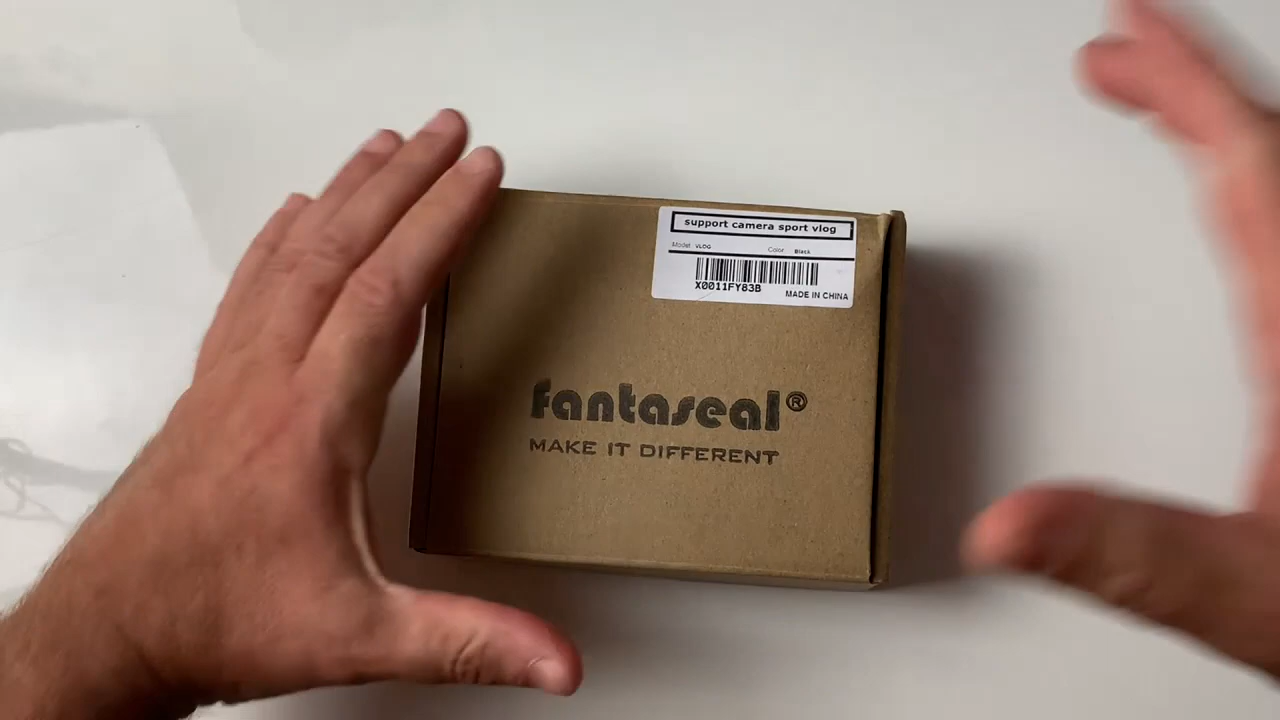 support camera sport vlog
Model VLOG Color Black
X0011FY83B
MADE IN CHINA
fantaseal®
MAKE IT DIFFERENT